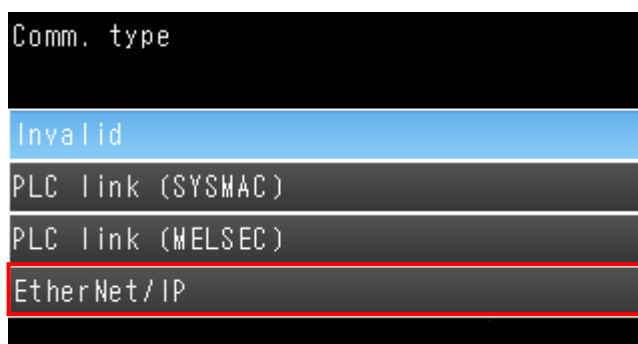 Comm. type
Invalid
PLC link (SYSMAC)
PLC link (MELSEC)
EtherNet/IP